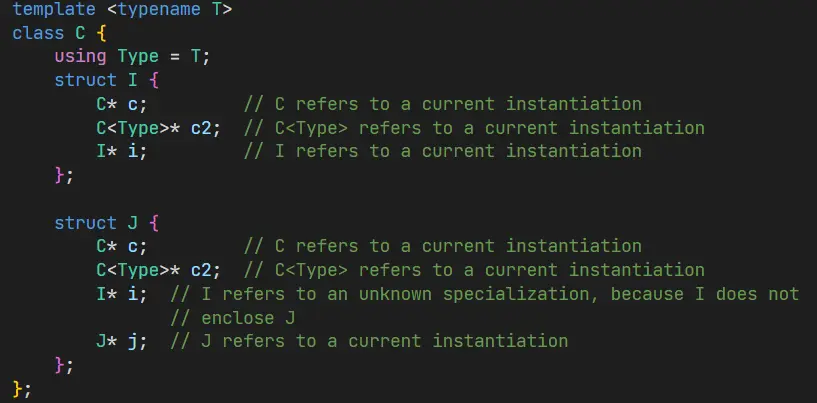 template <typename T>
class C {
    using Type = T;
    struct I {
        C* c;         // C refers to a current instantiation
        C<Type>* c2;  // C<Type> refers to a current instantiation
        I* i;         // I refers to a current instantiation
    };

    struct J {
        C* c;         // C refers to a current instantiation
        C<Type>* c2;  // C<Type> refers to a current instantiation
        I* i;  // I refers to an unknown specialization, because I does not
               // enclose J
        J* j;  // J refers to a current instantiation
    };
};